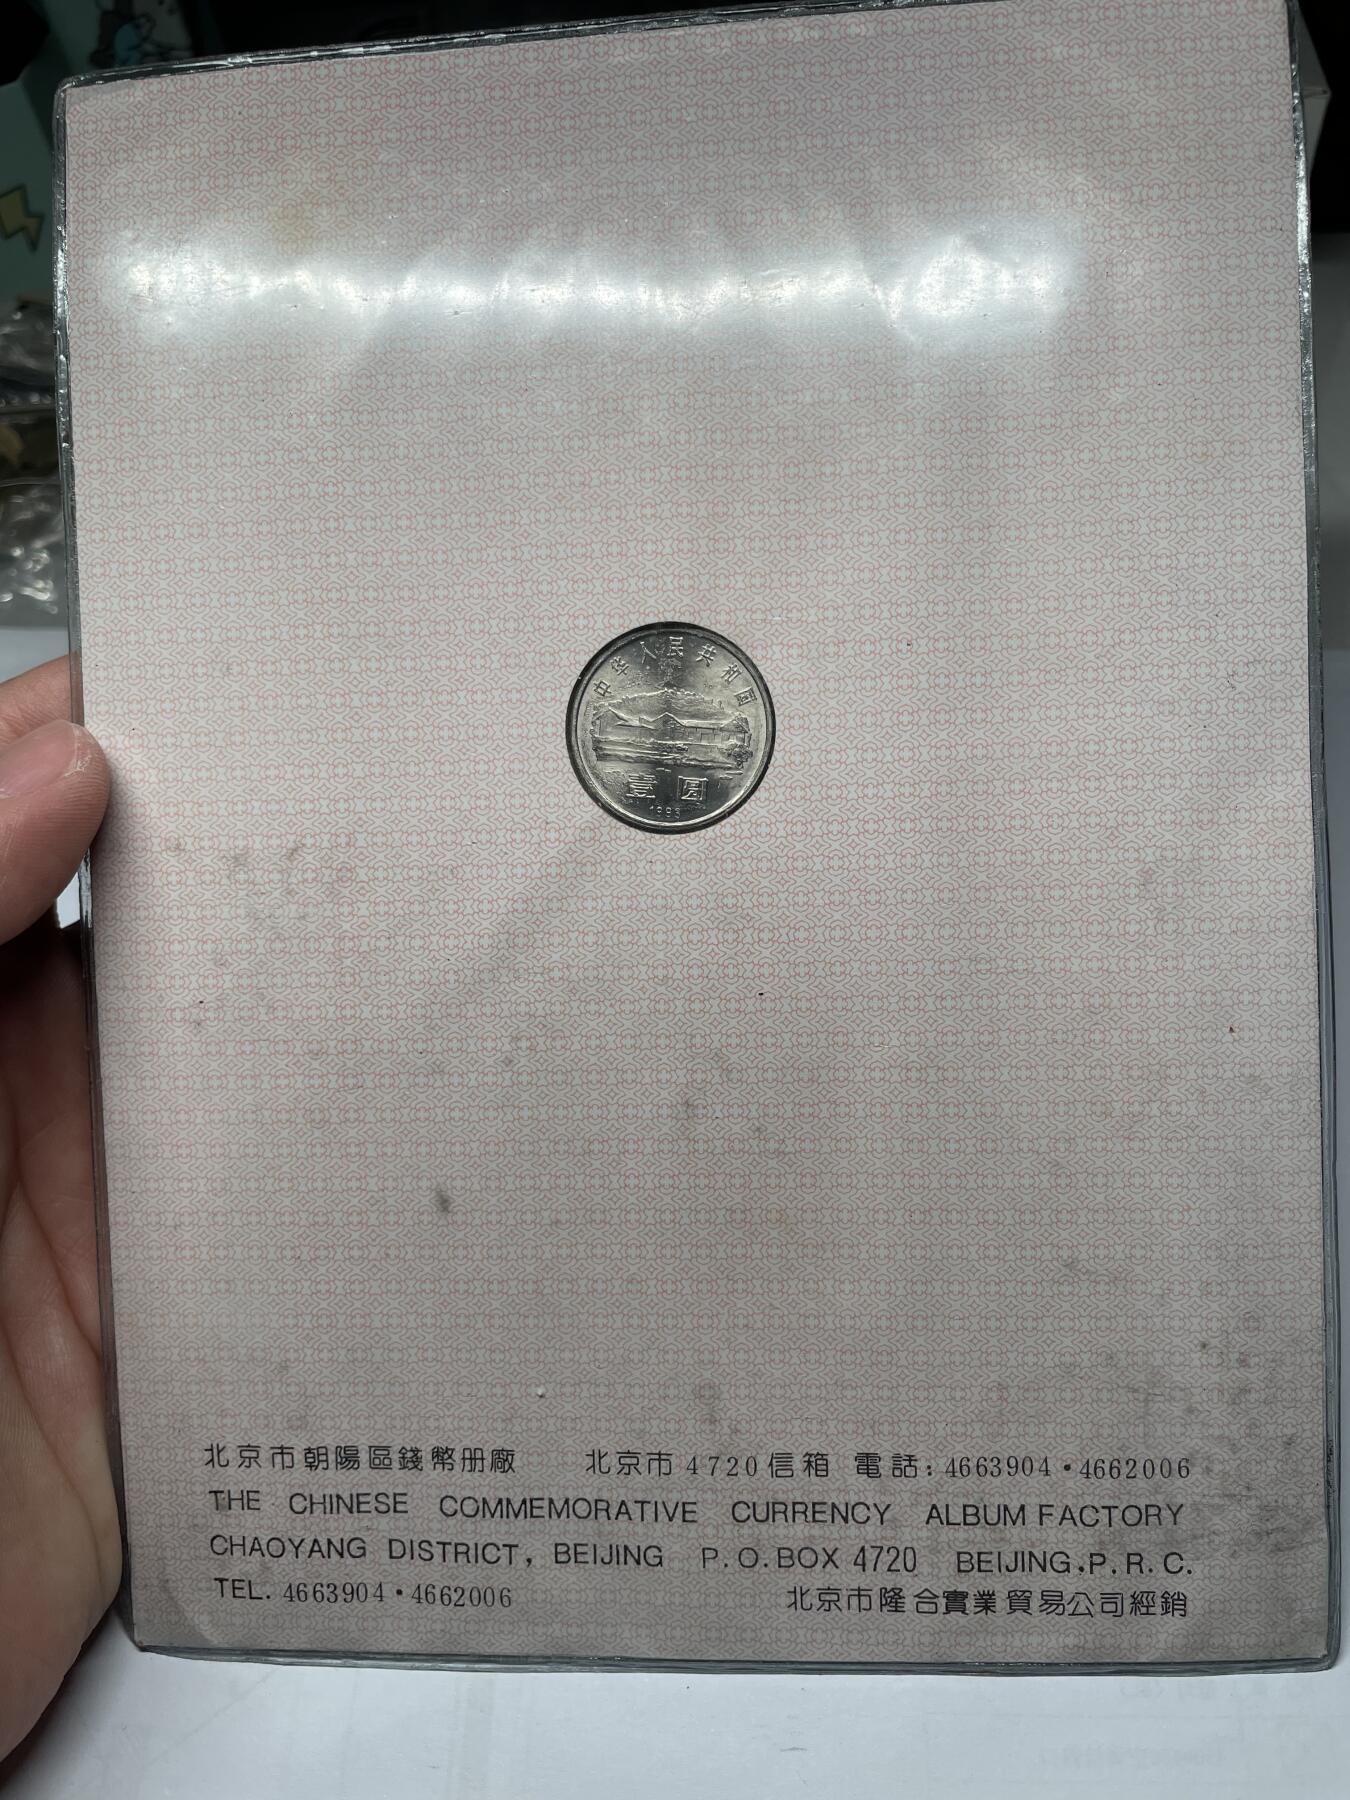 中华人民共和国
壹圆
1993
北京市朝陽區錢幣册廠 北京市4720信箱 電話:4663904·4662006
THE CHINESE COMMEMORATIVE CURRENCY ALBUM FACTORY
CHAOYANG DISTRICT, BEIJING P.O.BOX 4720 BEIJING,P.R.C.
TEL. 4663904·4662006 北京市隆合實業貿易公司經銷